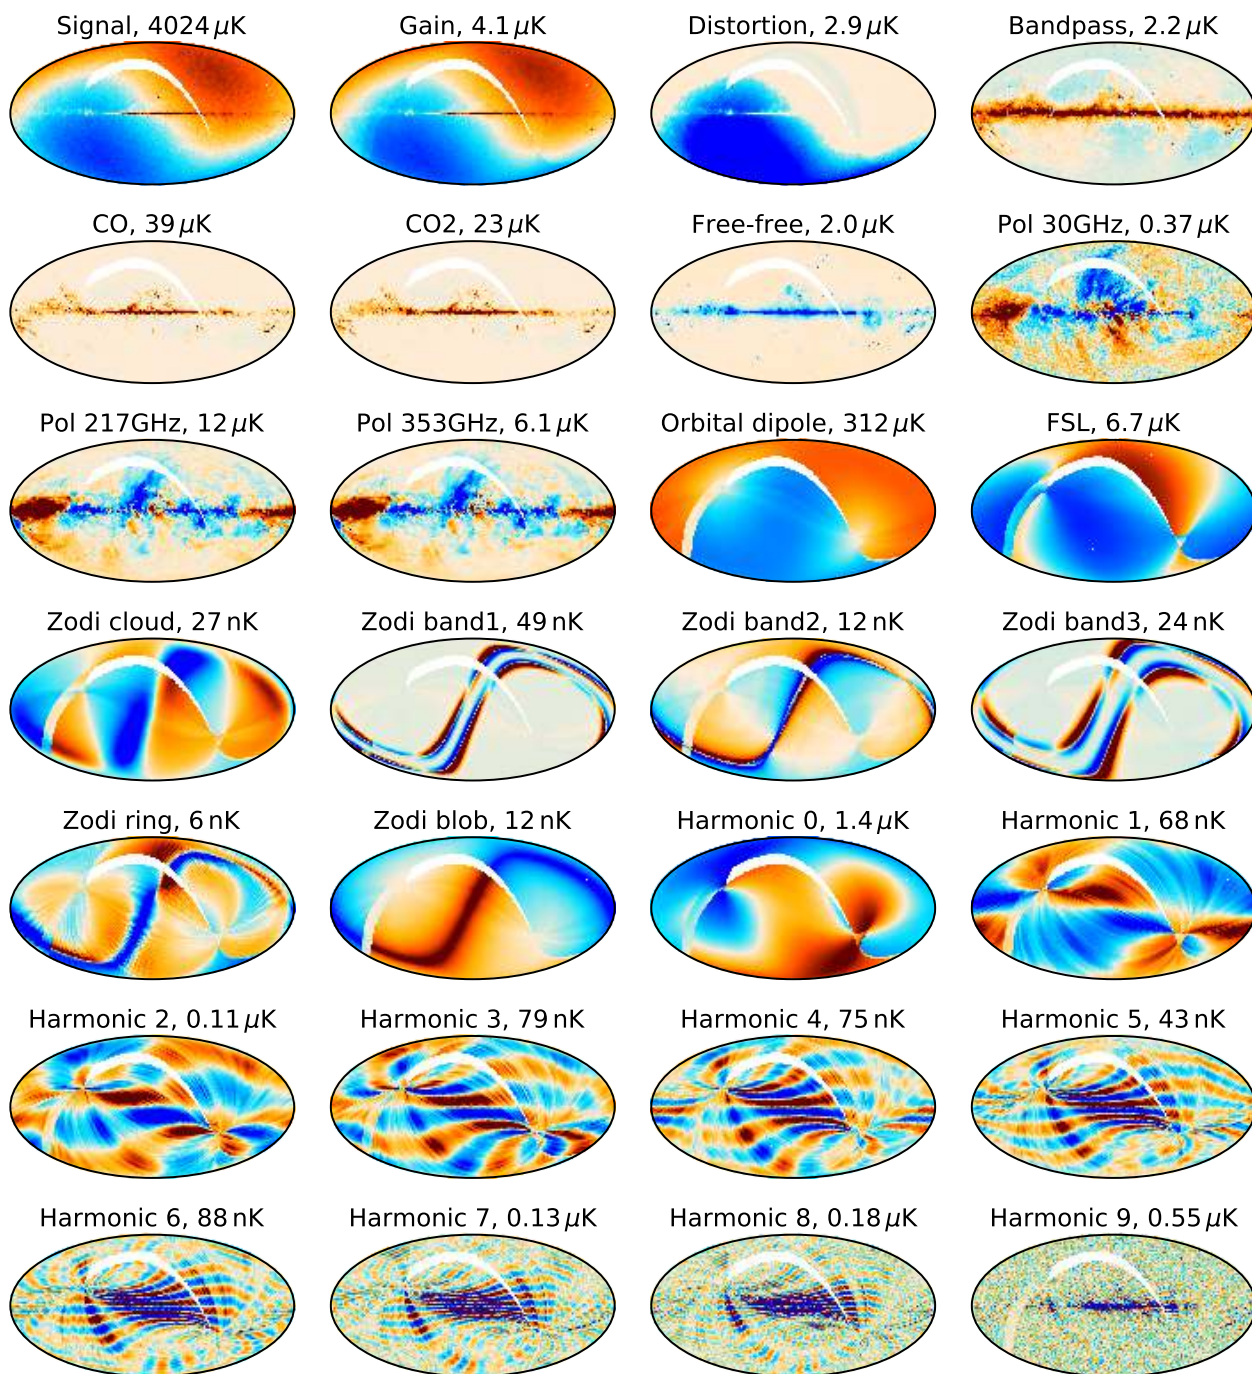 Signal, 4024 μK
Gain, 4.1 μK
Distortion, 2.9 μK
Bandpass, 2.2 μK
CO, 39 μK
CO2, 23 μK
Free-free, 2.0 μK
Pol 30GHz, 0.37 μK
Pol 217GHz, 12 μK
Pol 353GHz, 6.1 μK
Orbital dipole, 312 μK
FSL, 6.7 μK
Zodi cloud, 27 nK
Zodi band1, 49 nK
Zodi band2, 12 nK
Zodi band3, 24 nK
Zodi ring, 6 nK
Zodi blob, 12 nK
Harmonic 0, 1.4 μK
Harmonic 1, 68 nK
Harmonic 2, 0.11 μK
Harmonic 3, 79 nK
Harmonic 4, 75 nK
Harmonic 5, 43 nK
Harmonic 6, 88 nK
Harmonic 7, 0.13 μK
Harmonic 8, 0.18 μK
Harmonic 9, 0.55 μK